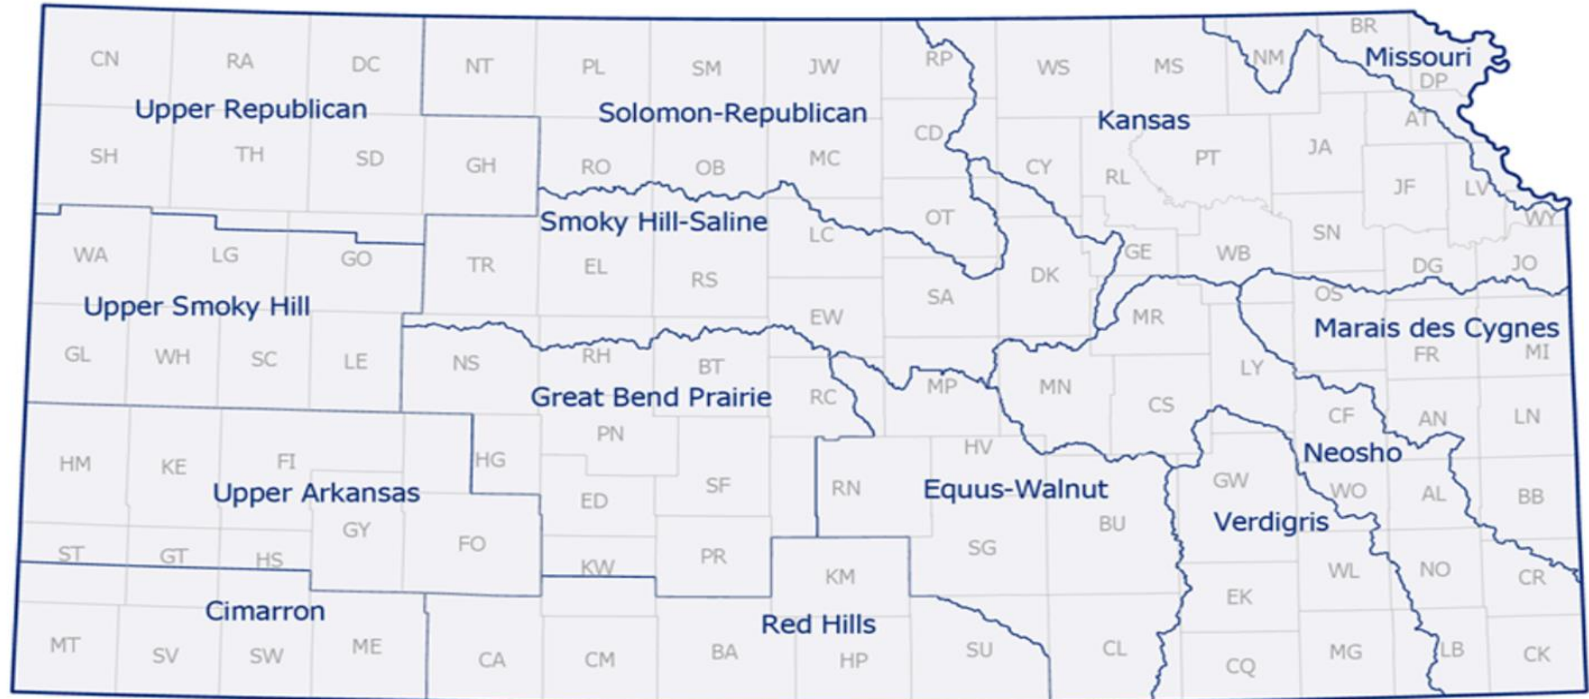 BR
CN RA DC NT PL SM JW RP WS MS NM Missouri
DP
Upper Republican Solomon-Republican Kansas AT
SH TH SD GH RO OB MC CD CY RL PT JA JF LV
OT WY
Smoky Hill-Saline
WA LG GO TR EL RS LC DK GE WB SN DG JO
SA OS
Upper Smoky Hill EW MR Marais des Cygnes
GL WH SC LE NS RH BT MP MN LY FR MI
Great Bend Prairie RC CS CF AN LN
PN HV Neosho
HM KE FI HG SF RN GW WO AL BB
Upper Arkansas ED Equus-Walnut BU Verdigris
GY FO SG
ST GT HS KW PR KM WL NO CR
Cimarron Red Hills EK
MT SV SW ME CA CM BA HP SU CL CQ MG LB CK